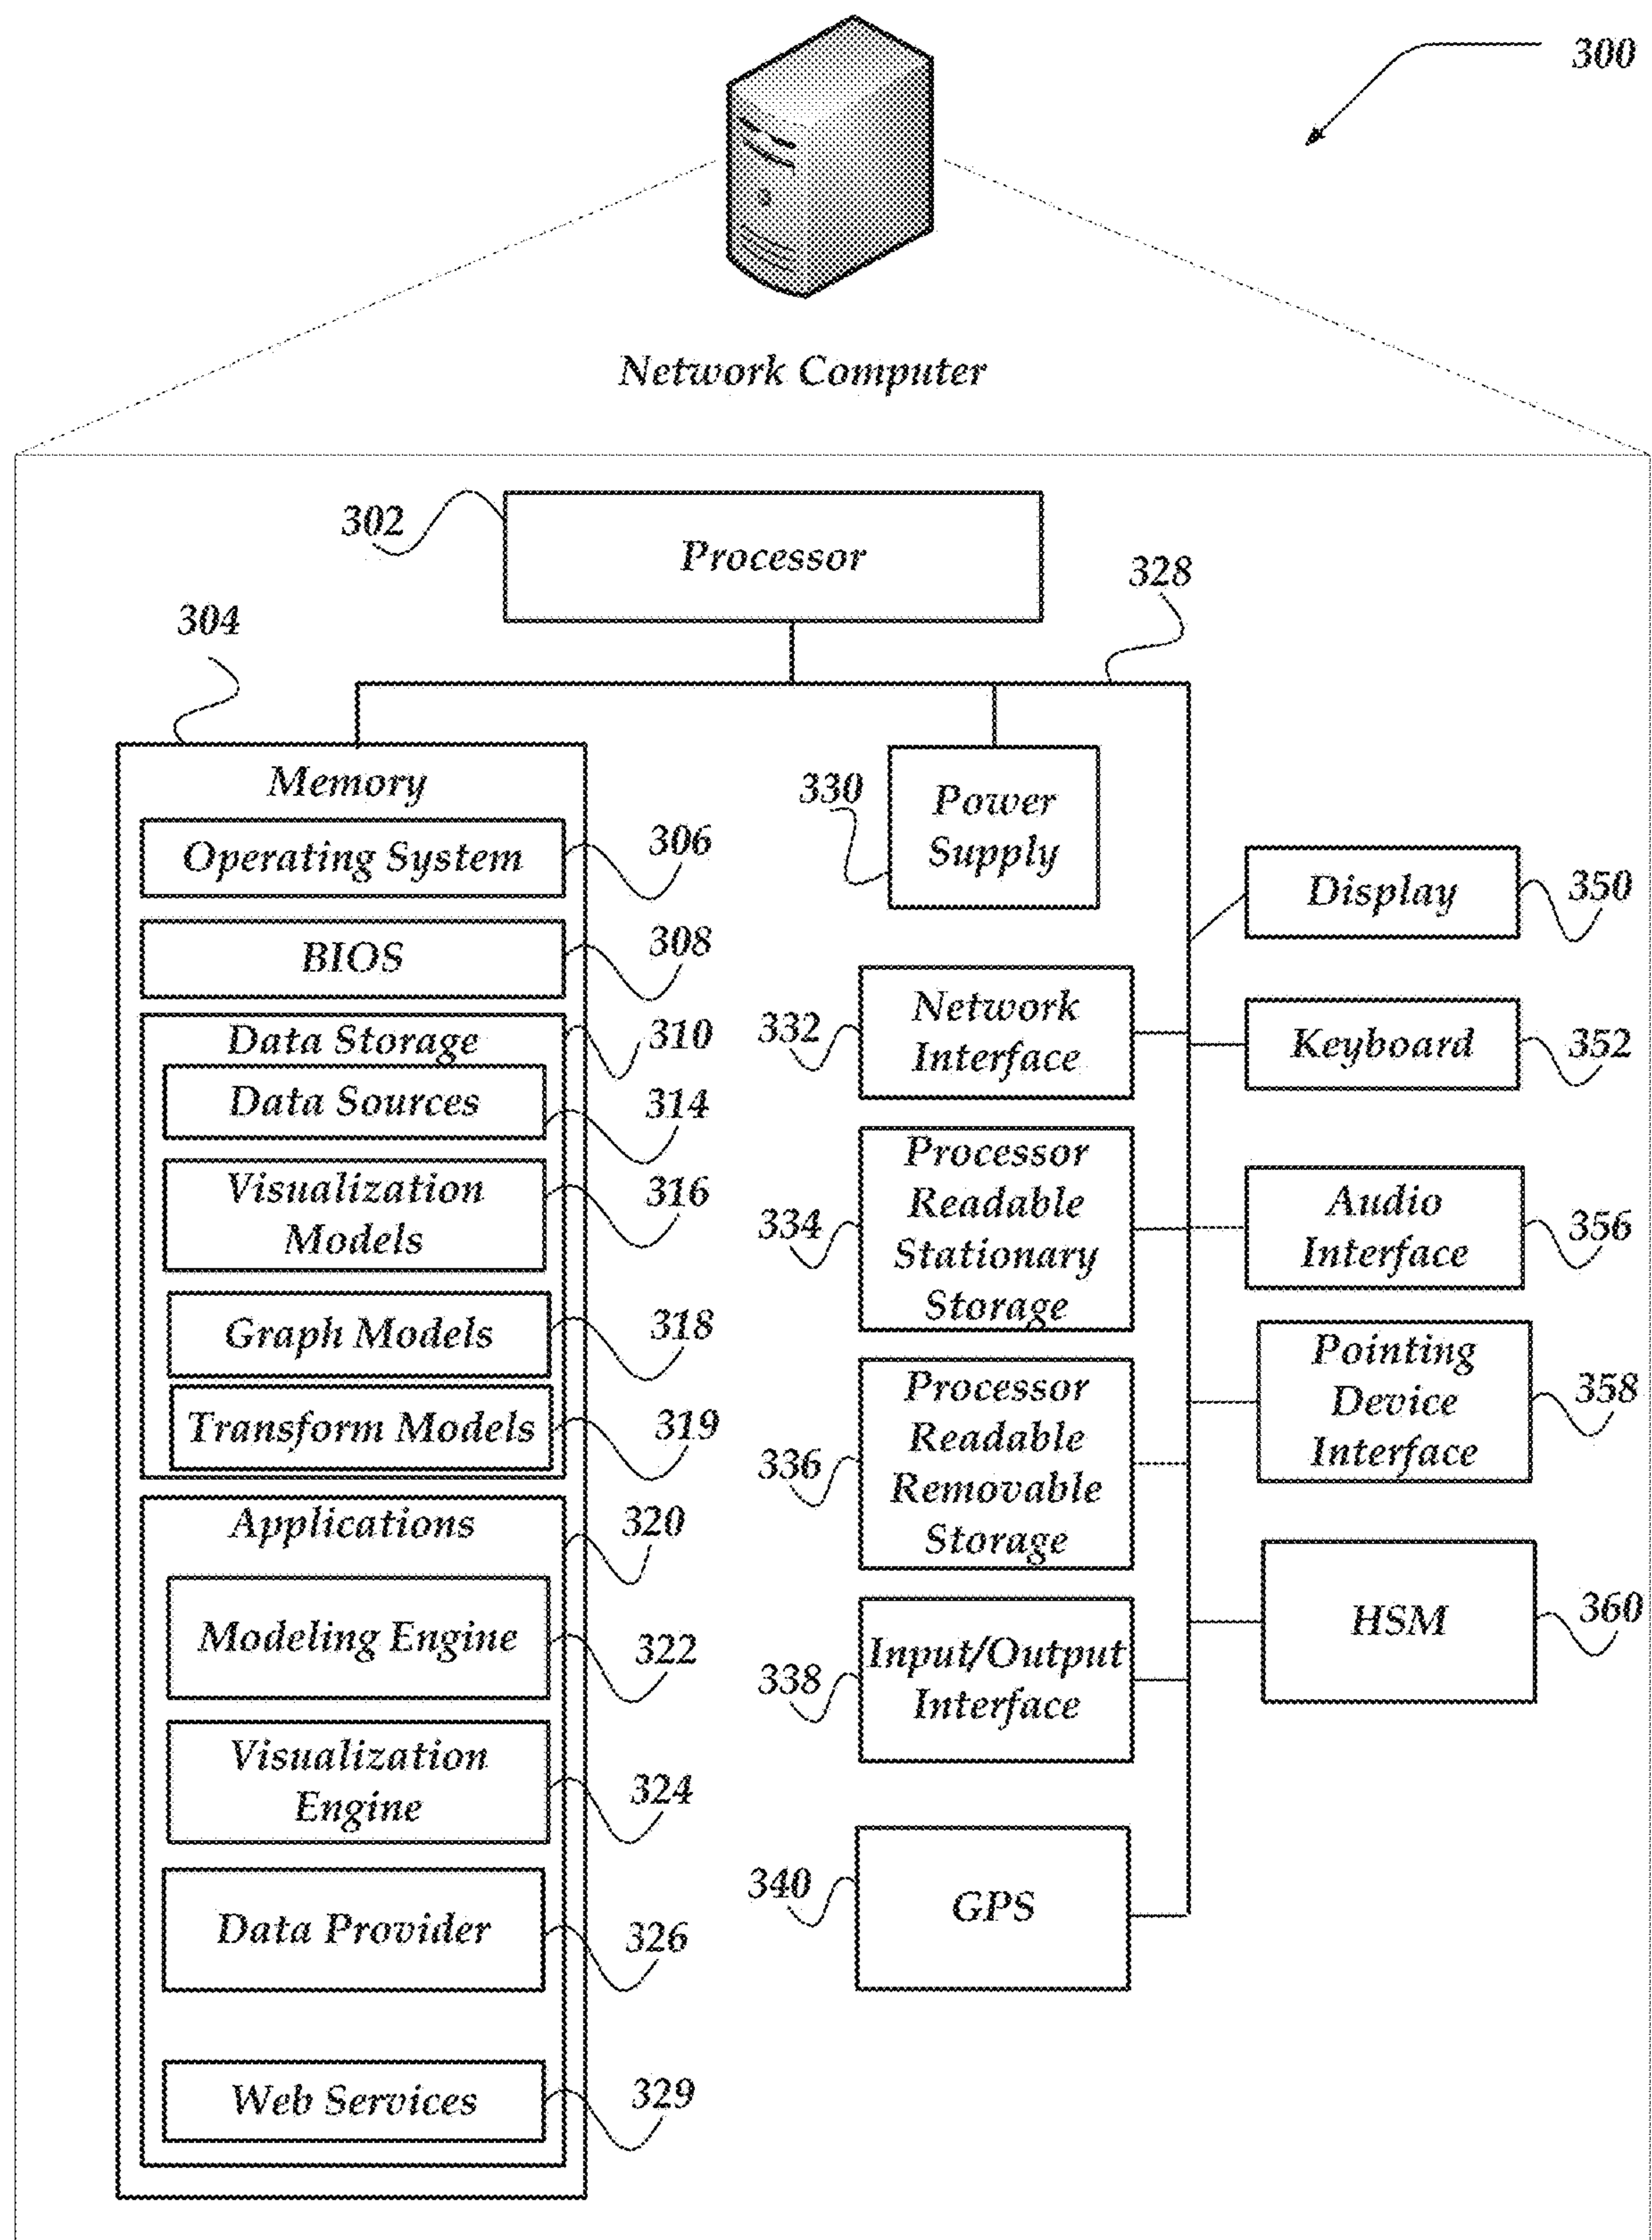 300
Network Computer
302
Processor
328
304
Memory
Operating System
306
BIOS
308
Data Storage
310
Data Sources
314
Visualization
Models
316
Graph Models
318
Transform Models
319
Applications
320
Modeling Engine
322
Visualization
Engine
324
Data Provider
326
Web Services
329
330
Power
Supply
332
Network
Interface
334
Processor
Readable
Stationary
Storage
336
Processor
Readable
Removable
Storage
338
Input/Output
Interface
340
GPS
Display
350
Keyboard
352
Audio
Interface
356
Pointing
Device
Interface
358
HSM
360